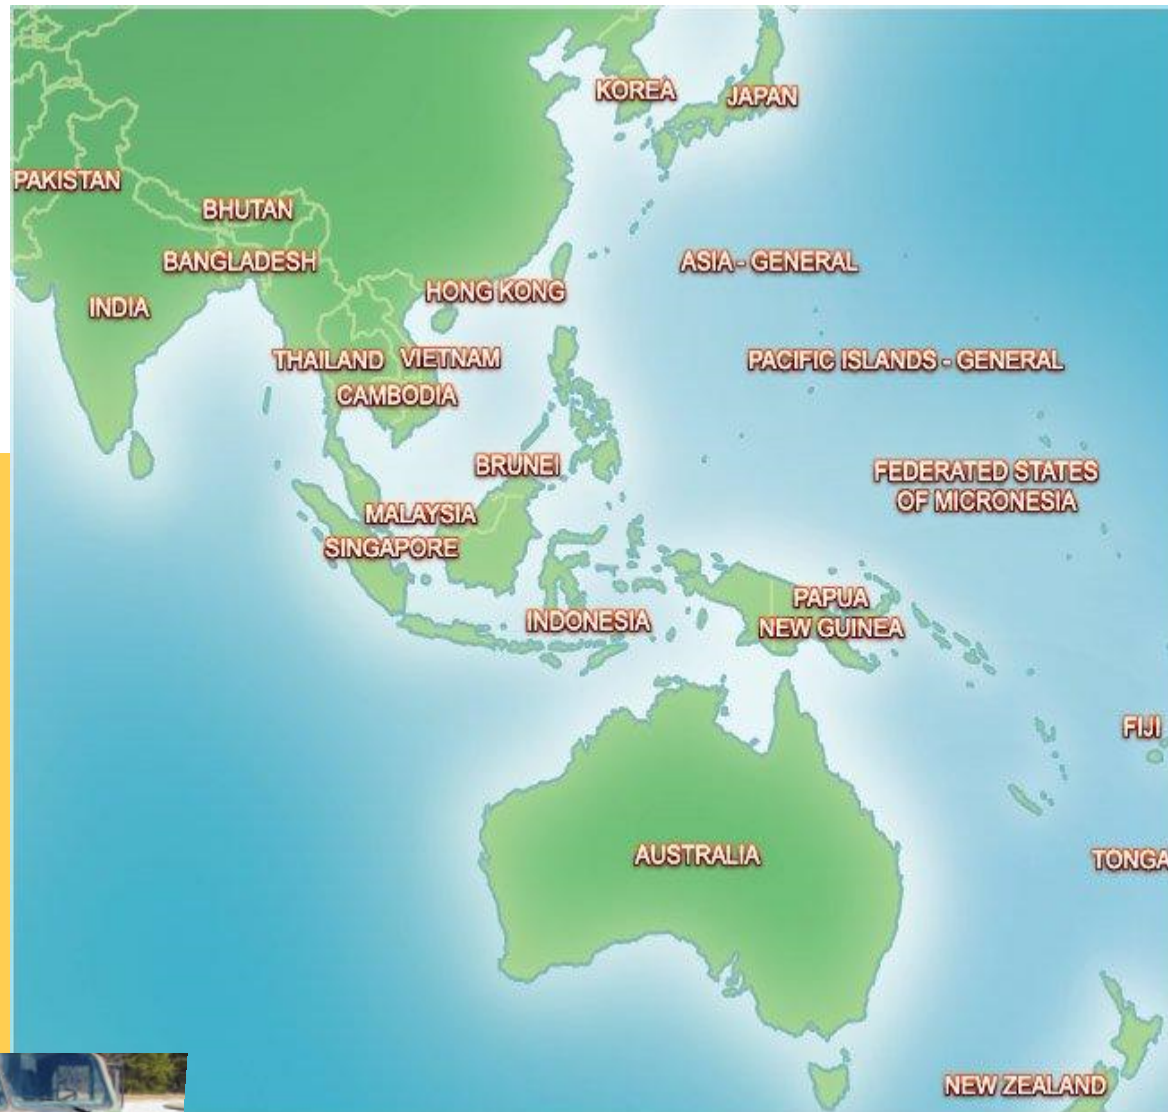 KOREA
JAPAN
PAKISTAN
BHUTAN
BANGLADESH
ASIA - GENERAL
HONG KONG
INDIA
THAILAND
VIETNAM
PACIFIC ISLANDS - GENERAL
CAMBODIA
BRUNEI
FEDERATED STATES
OF MICRONESIA
MALAYSIA
SINGAPORE
PAPUA
NEW GUINEA
INDONESIA
FIJI
AUSTRALIA
TONGA
NEW ZEALAND